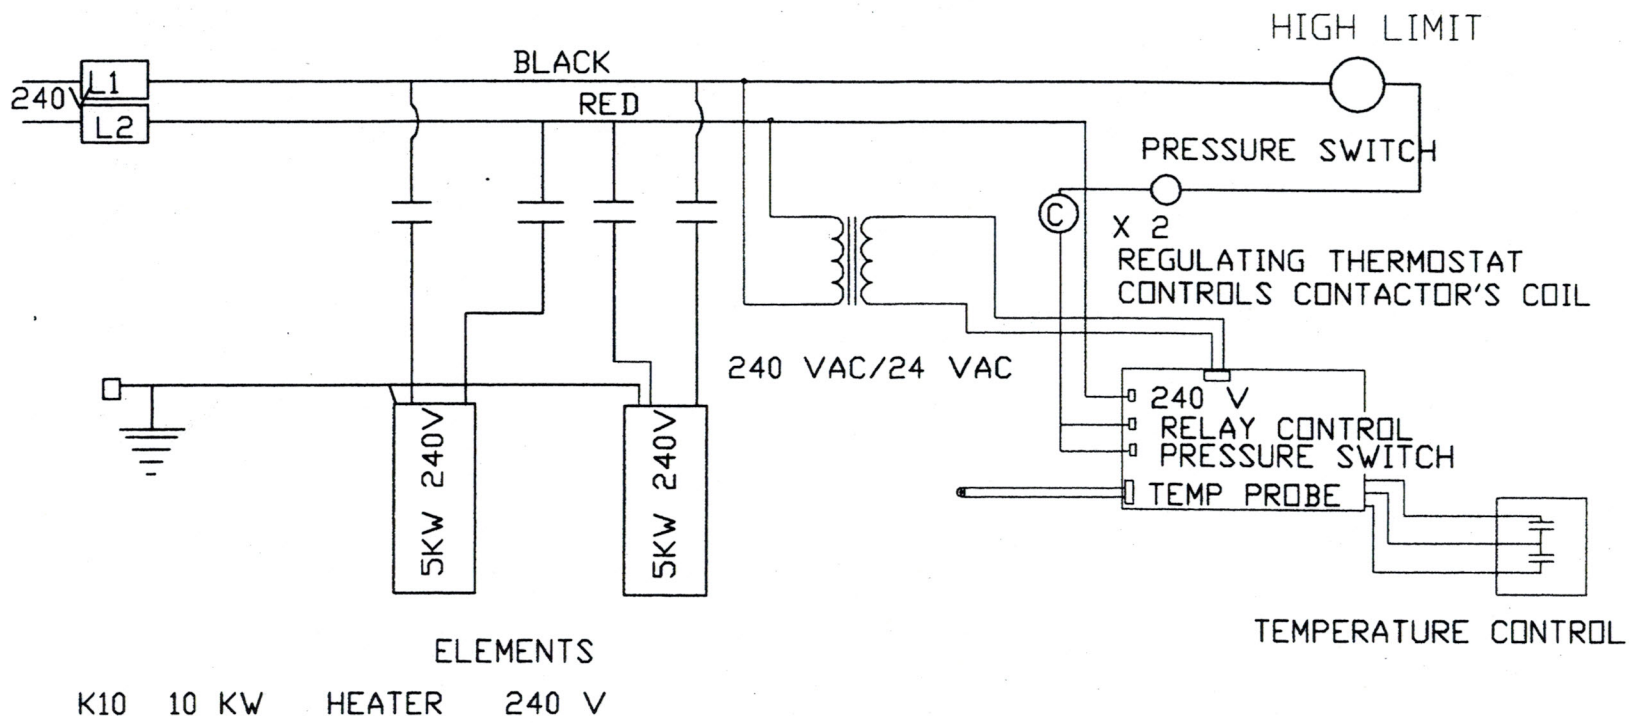 HIGH LIMIT
BLACK
L1
240V
RED
L2
PRESSURE SWITCH
C
X 2
REGULATING THERMOSTAT
CONTROLS CONTACTOR'S COIL
240 VAC/24 VAC
240 V
RELAY CONTROL
PRESSURE SWITCH
TEMP PROBE
5KW 240V
5KW 240V
TEMPERATURE CONTROL
ELEMENTS
K10 10 KW HEATER 240 V